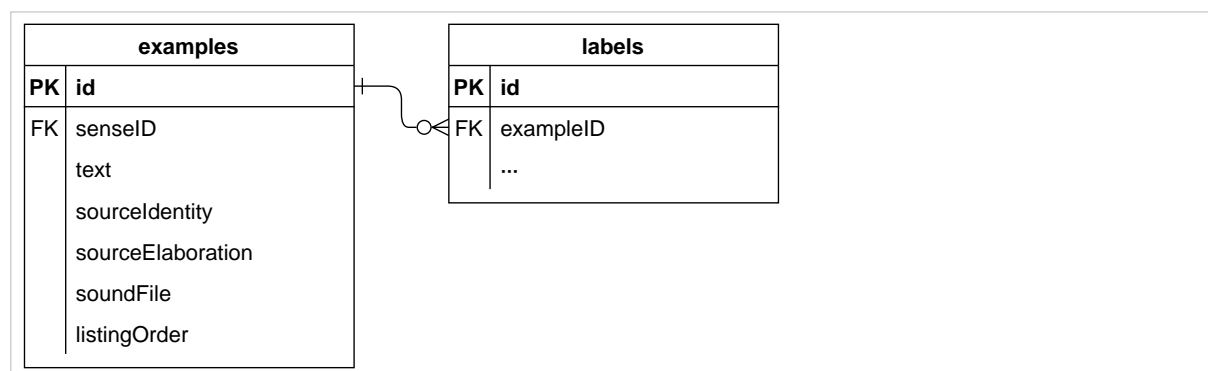 examples
PK id
FK senseID
text
sourceIdentity
sourceElaboration
soundFile
listingOrder
labels
PK id
FK exampleID
...